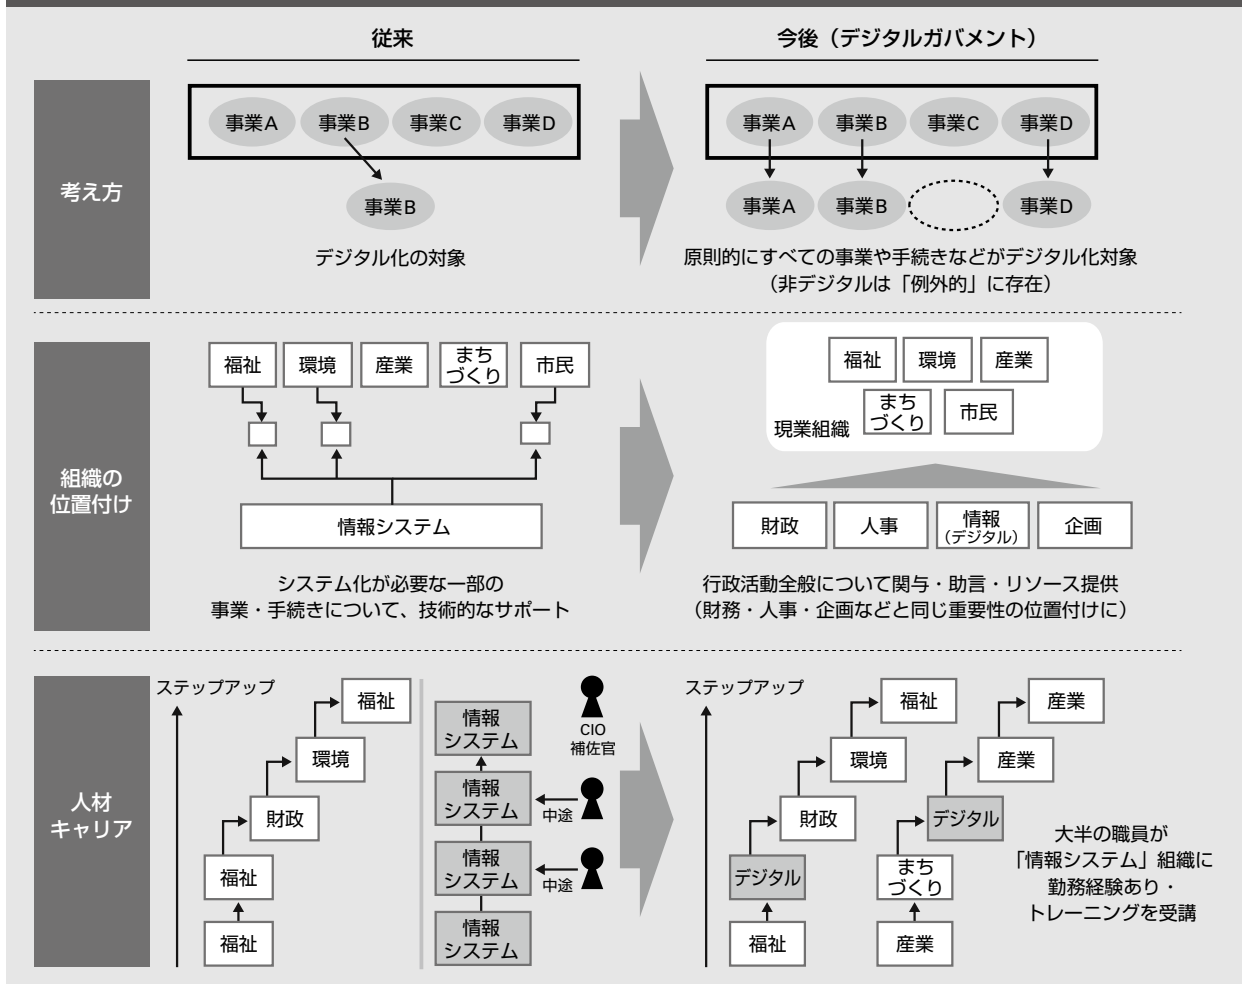 従来
今後（デジタルガバメント）
考え方
事業A
事業B
事業C
事業D
事業B
デジタル化の対象
事業A
事業B
事業C
事業D
事業A
事業B
事業D
原則的にすべての事業や手続きなどがデジタル化対象
（非デジタルは「例外的」に存在）
組織の
位置付け
福祉
環境
産業
まち
づくり
市民
情報システム
システム化が必要な一部の
事業・手続きについて、技術的なサポート
福祉
環境
産業
まち
づくり
市民
現業組織
財政
人事
情報
（デジタル）
企画
行政活動全般について関与・助言・リソース提供
（財務・人事・企画などと同じ重要性の位置付けに）
人材
キャリア
ステップアップ
福祉
環境
財政
福祉
福祉
情報
システム
情報
システム
情報
システム
情報
システム
CIO
補佐官
中途
中途
ステップアップ
福祉
環境
財政
デジタル
福祉
産業
産業
デジタル
まち
づくり
産業
大半の職員が
「情報システム」組織に
勤務経験あり・
トレーニングを受講